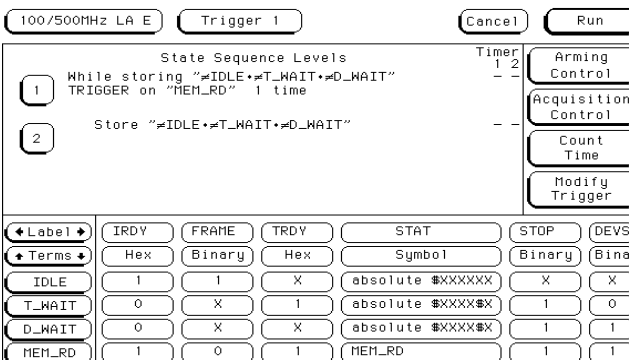 100/500MHz LA E Trigger 1 Cancel Run
State Sequence Levels Timer
1 2
1 While storing "≠IDLE•≠T_WAIT•≠D_WAIT" – –
TRIGGER on "MEM_RD" 1 time
2 Store "≠IDLE•≠T_WAIT•≠D_WAIT" – –
Arming
Control
Acquisition
Control
Count
Time
Modify
Trigger
Label IRDY FRAME TRDY STAT STOP DEVS
Terms Hex Binary Hex Symbol Binary Bina
IDLE 1 1 X absolute $XXXXXX X X
T_WAIT 0 X 1 absolute $XXXX$X 1 0
D_WAIT 0 X X absolute $XXXX$X 1 1
MEM_RD 1 0 1 MEM_RD 1 1